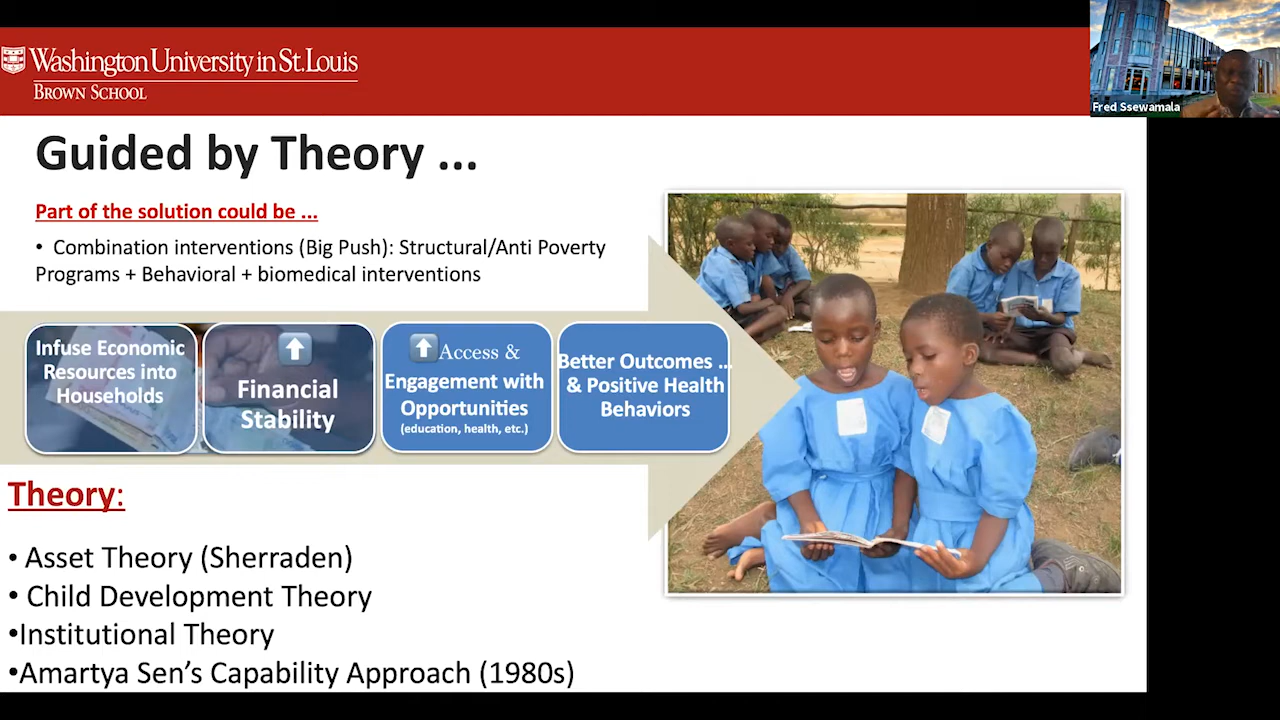 Washington University in St. Louis
BROWN SCHOOL
Fred Ssewamala
Guided by Theory ...
Part of the solution could be ...
• Combination interventions (Big Push): Structural/Anti Poverty
Programs + Behavioral + biomedical interventions
Infuse Economic
Resources into
Households
Financial
Stability
Access &
Engagement with
Opportunities
(education, health, etc.)
Better Outcomes ...
& Positive Health
Behaviors
Theory:
• Asset Theory (Sherraden)
• Child Development Theory
•Institutional Theory
•Amartya Sen's Capability Approach (1980s)